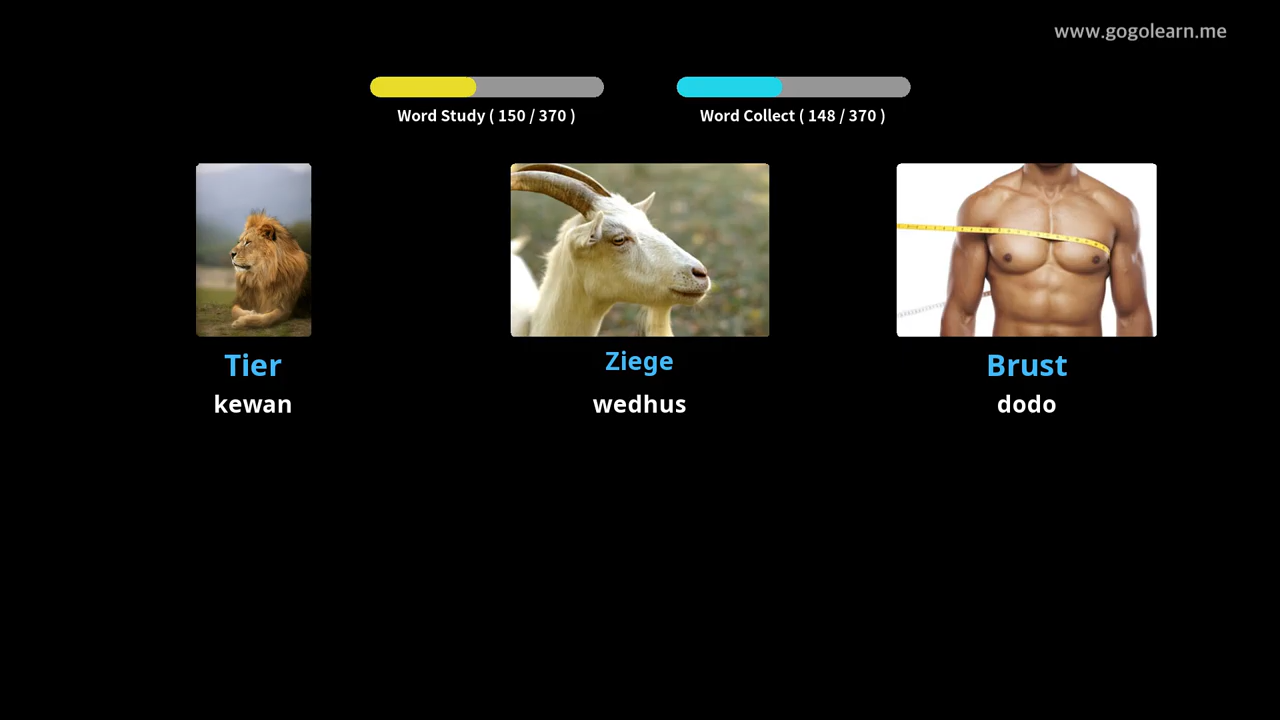 www.gogolearn.me
Word Study ( 150 / 370 )
Word Collect ( 148 / 370 )
Tier
kewan
Ziege
wedhus
Brust
dodo